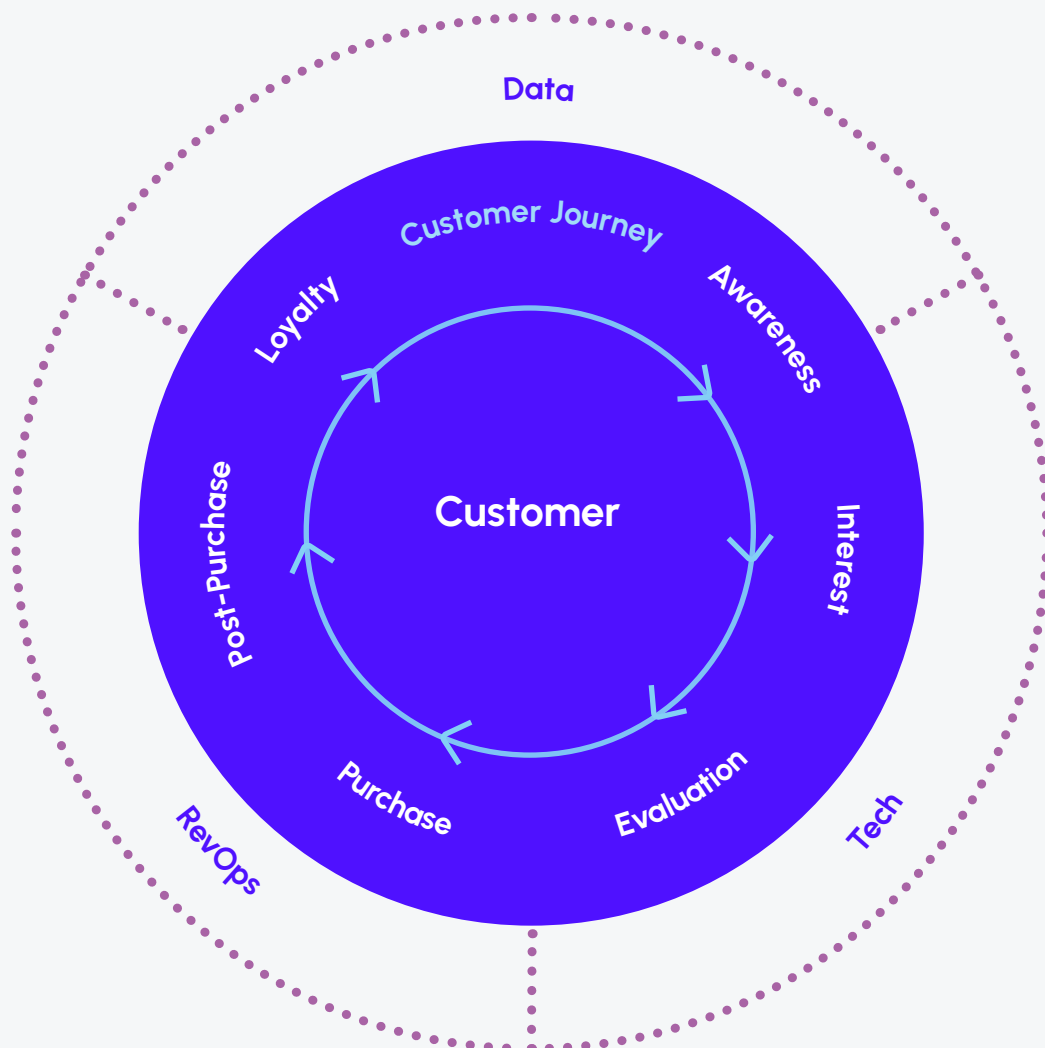 Data
Customer Journey
Awareness
Interest
Evaluation
Purchase
Post-Purchase
Loyalty
Customer
Tech
RevOps